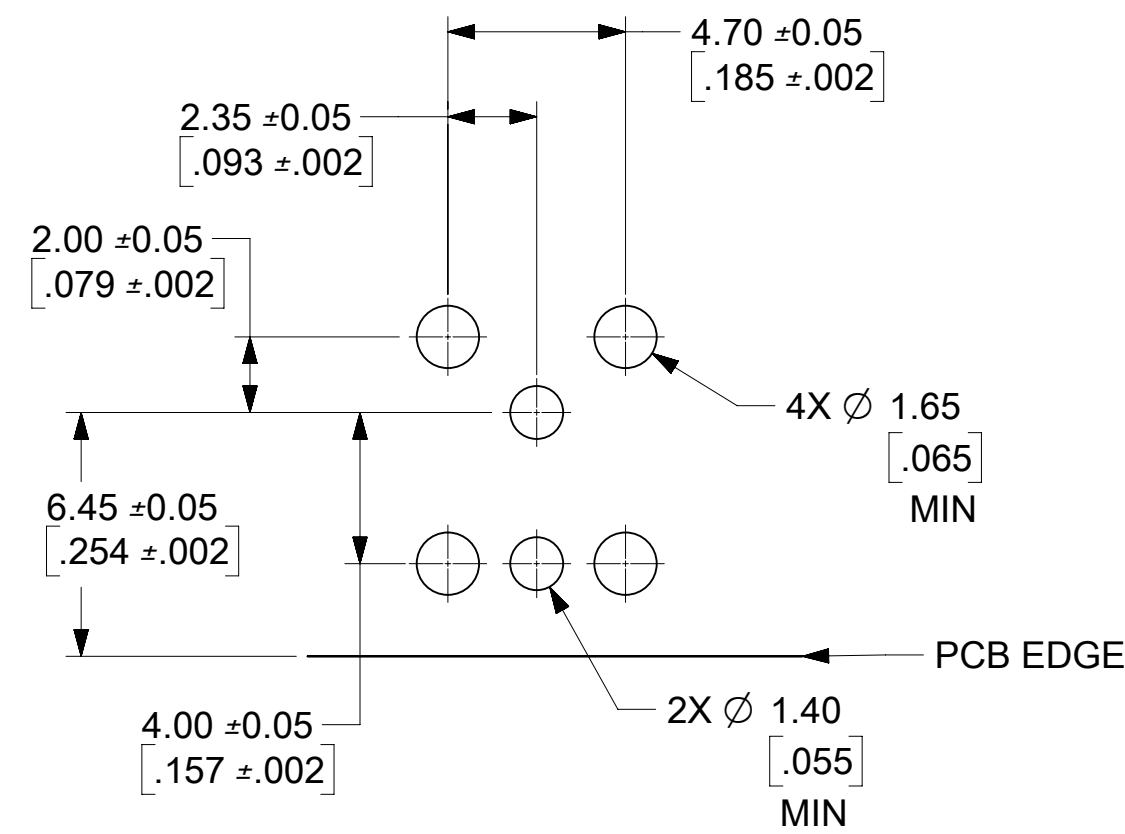 4.70 ±0.05
[.185 ±.002]
2.35 ±0.05
[.093 ±.002]
2.00 ±0.05
[.079 ±.002]
4X ∅ 1.65
[.065]
MIN
6.45 ±0.05
[.254 ±.002]
PCB EDGE
4.00 ±0.05
[.157 ±.002]
2X ∅ 1.40
[.055]
MIN